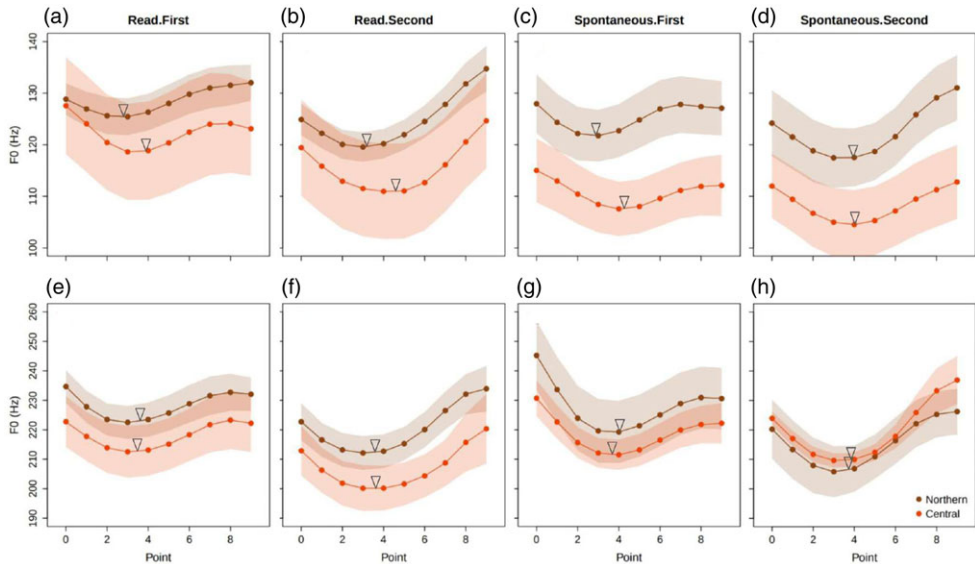 (a) Read.First (b) Read.Second (c) Spontaneous.First (d) Spontaneous.Second
140
130
120
110
100
F0 (Hz)
(e) (f) (g) (h)
260
250
240
230
220
210
200
190
F0 (Hz)
Northern
Central
0 2 4 6 8 0 2 4 6 8 0 2 4 6 8 0 2 4 6 8
Point Point Point Point